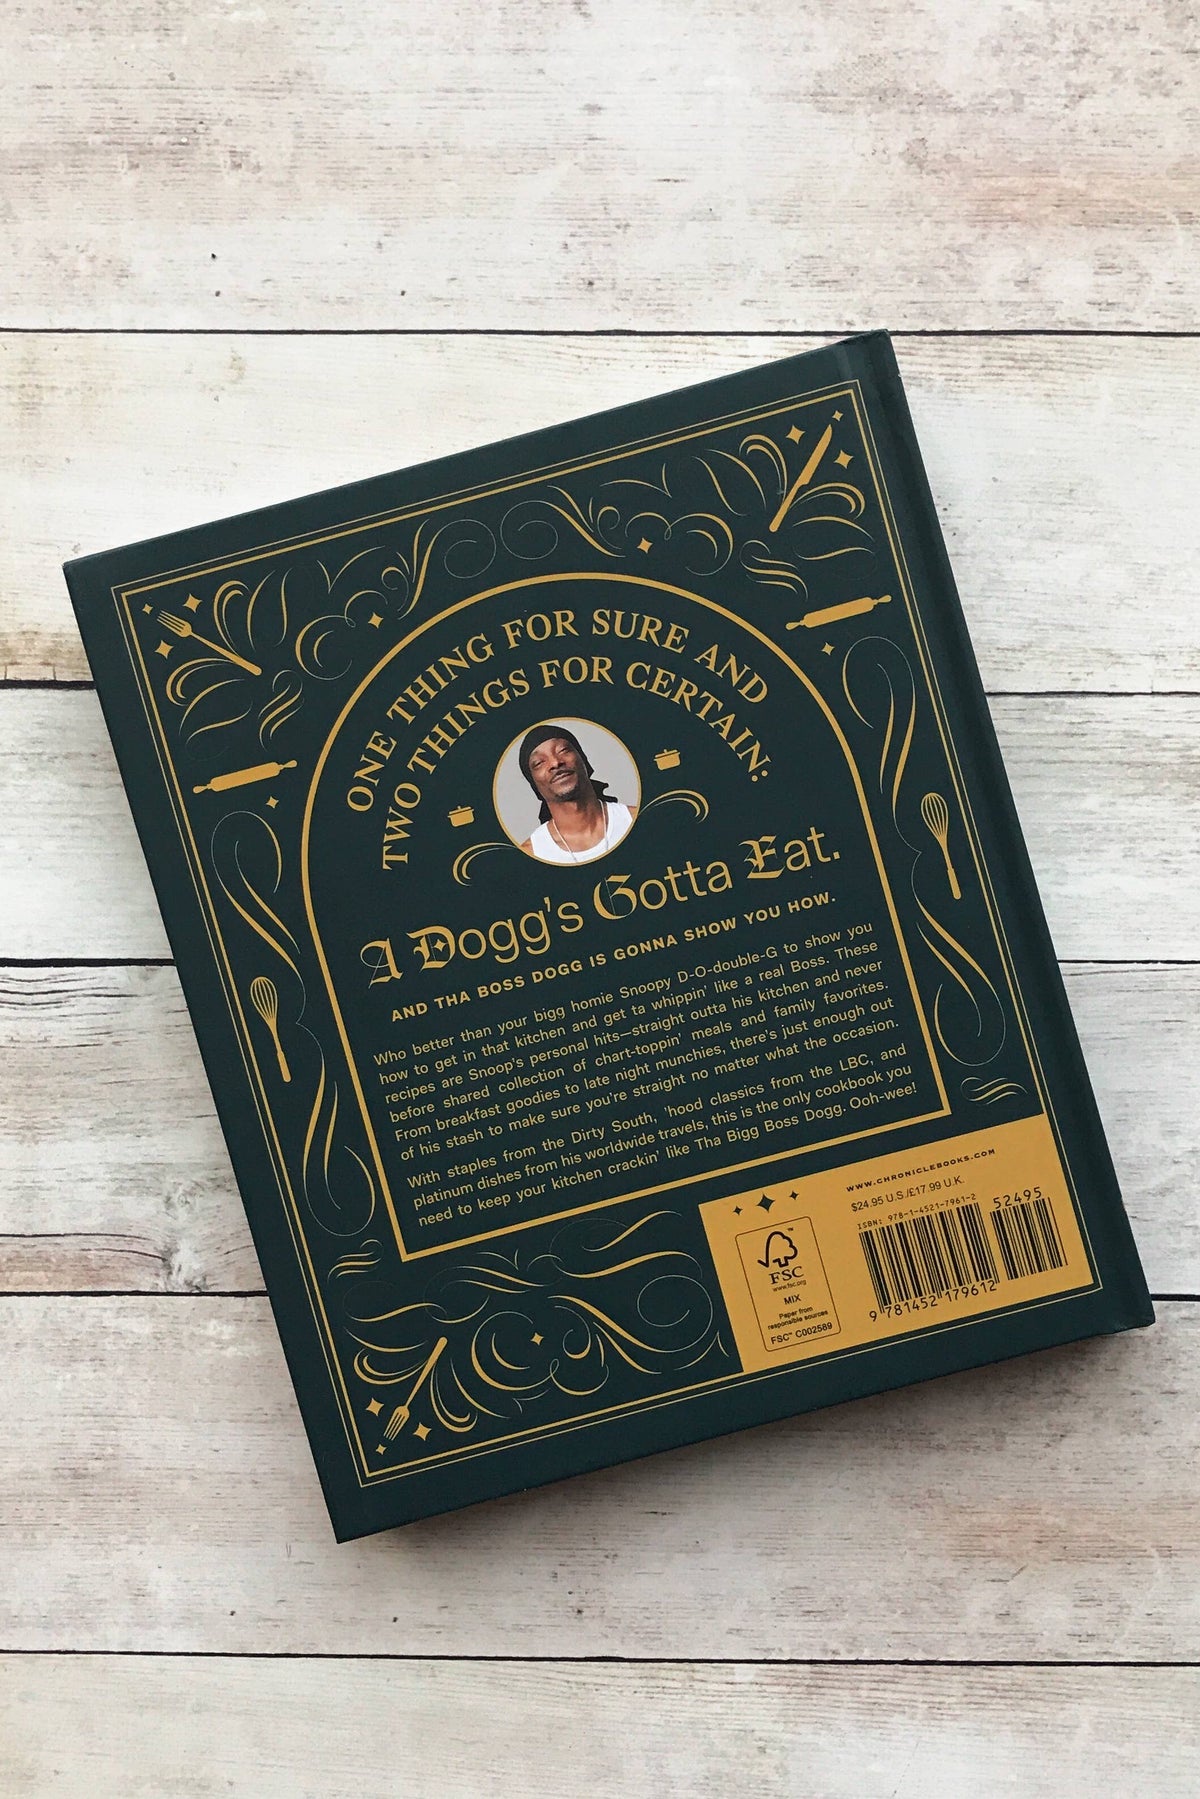 ONE THING FOR SURE AND
TWO THINGS FOR CERTAIN:
A Dogg's Gotta Eat.
AND THA BOSS DOGG IS GONNA SHOW YOU HOW.
Who better than your bigg homie Snoopy D-O-double-G to show you
how to get in that kitchen and get ta whippin' like a real Boss. These
recipes are Snoop's personal hits—straight outta his kitchen and never
before shared collection of chart-toppin' meals and family favorites.
From breakfast goodies to late night munchies, there's just enough out
of his stash to make sure you're straight no matter what the occasion.
With staples from the Dirty South, 'hood classics from the LBC, and
platinum dishes from his worldwide travels, this is the only cookbook you
need to keep your kitchen crackin' like Tha Bigg Boss Dogg. Ooh-wee!
WWW.CHRONICLEBOOKS.COM
$24.95 U.S./£17.99 U.K.
ISBN: 978-1-4521-7961-2
52495
9 781452 179612
FSC
www.fsc.org
MIX
Paper from
responsible sources
FSC™ C002589